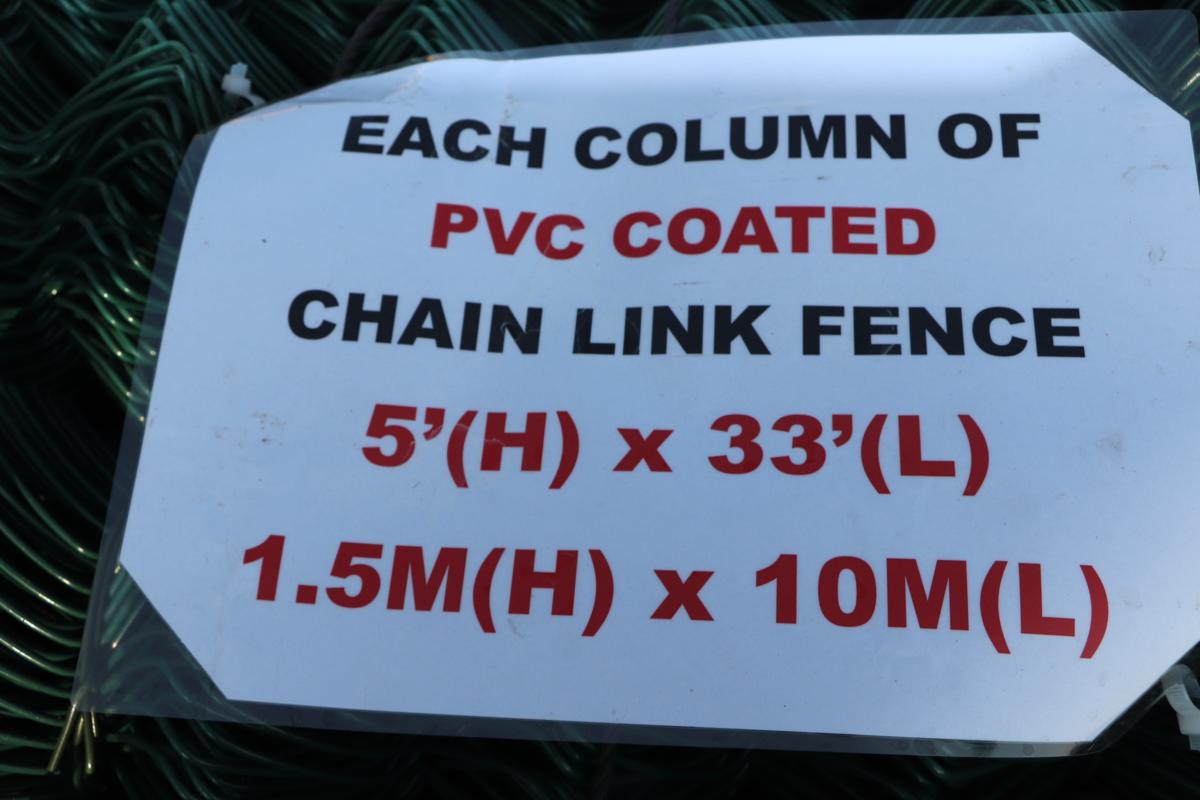 EACH COLUMN OF
PVC COATED
CHAIN LINK FENCE
5’(H) x 33’(L)
1.5M(H) x 10M(L)